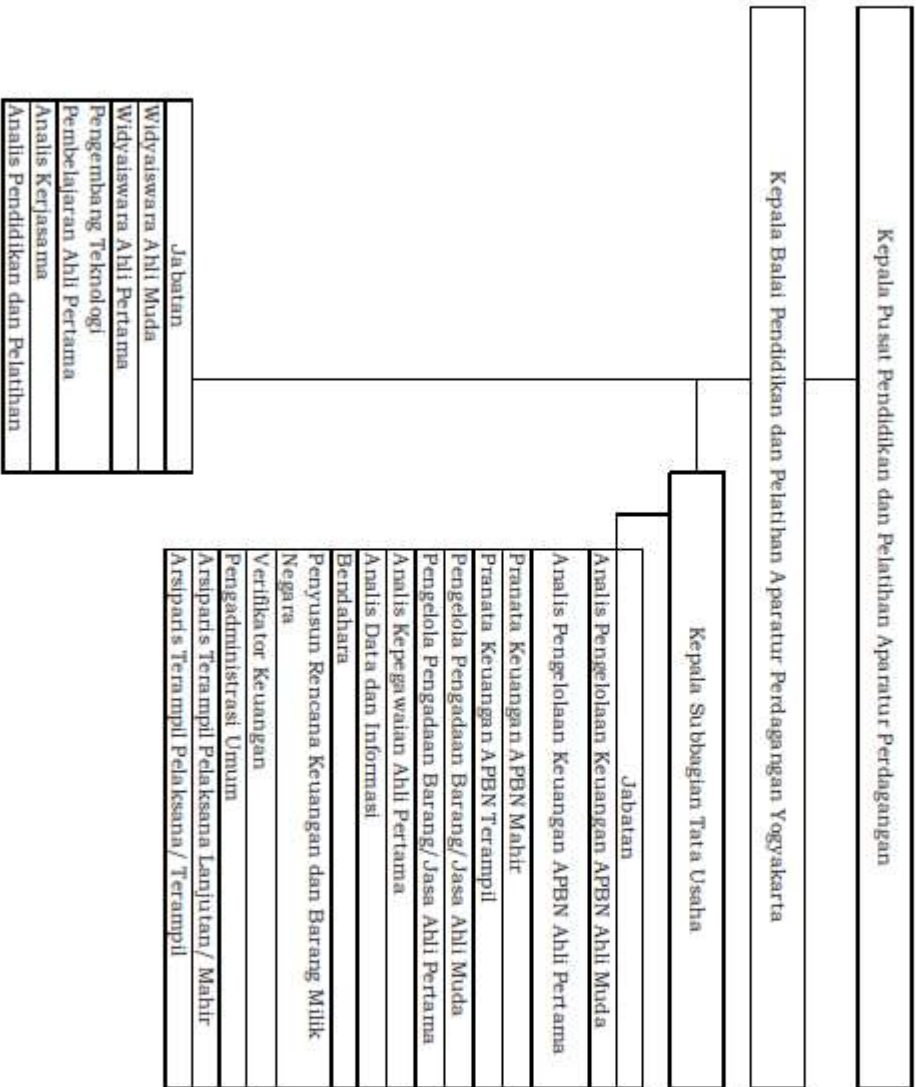 Kepala Pusat Pendidikan dan Pelatihan Aparatur Perdagangan
Kepala Balai Pendidikan dan Pelatihan Aparatur Perdagangan Yogyakarta
Kepala Subbagian Tata Usaha
Jabatan
Analis Pengelolaan Keuangan APBN Ahli Muda
Analis Pengelolaan Keuangan APBN Ahli Pertama
Pranata Keuangan APBN Mahir
Pranata Keuangan APBN Terampil
Pengelola Pengadaan Barang/Jasa Ahli Muda
Pengelola Pengadaan Barang/Jasa Ahli Pertama
Analis Kepegawaian Ahli Pertama
Analis Data dan Informasi
Bendahara
Penyusun Rencana Keuangan dan Barang Milik
Negara
Verifikator Keuangan
Pengadministrasi Umum
Arsiparis Terampil Pelaksana Lanjutan/ Mahir
Arsiparis Terampil Pelaksana/ Terampil
Jabatan
Widyaiswara Ahli Muda
Widyaiswara Ahli Pertama
Pengembang Teknologi
Pembelajaran Ahli Pertama
Analis Kerjasama
Analis Pendidikan dan Pelatihan